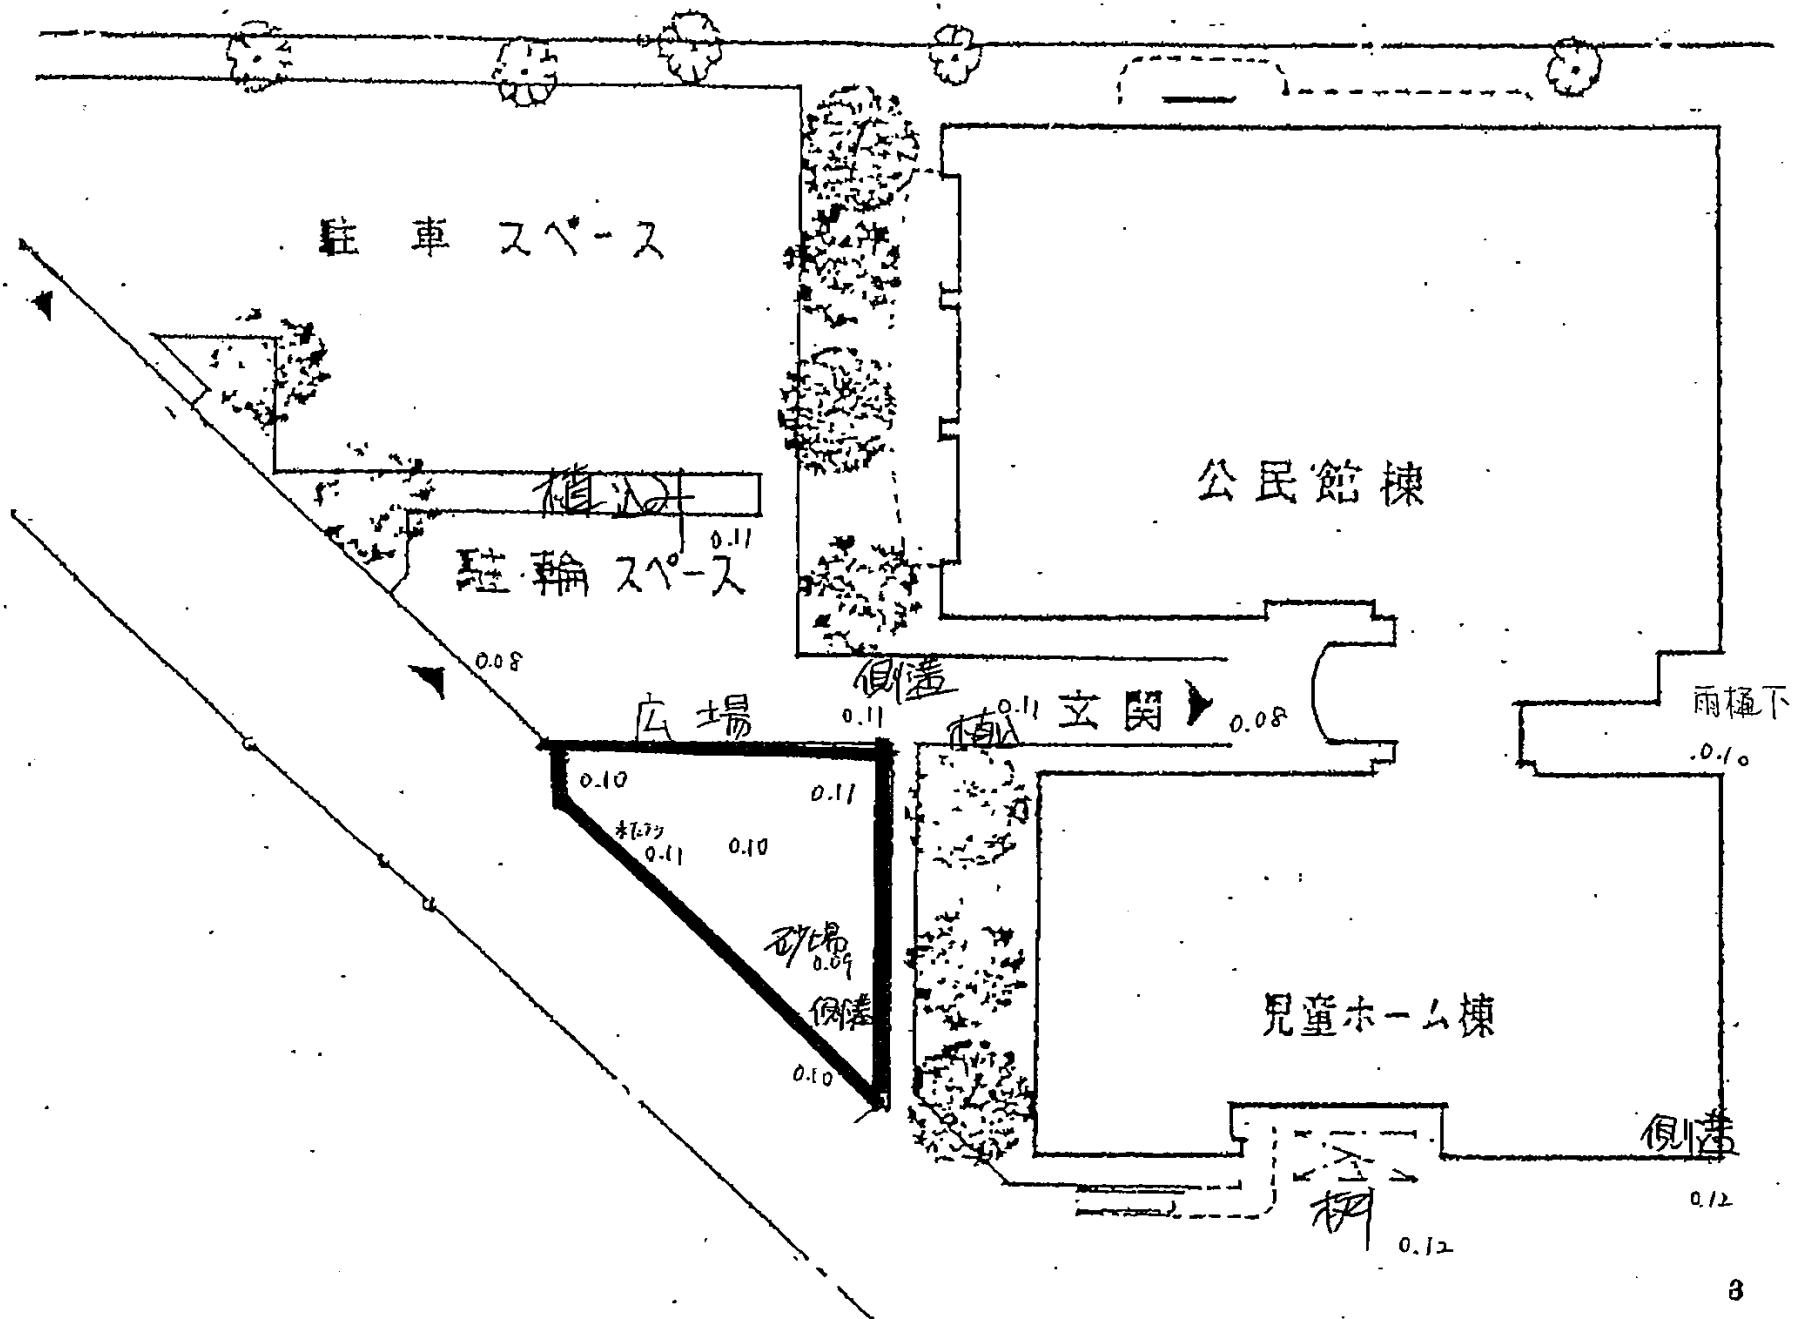 駐車スペース
公民館棟
植込み
0.11
駐輪スペース
0.08
側溝
0.11
広場
植込
0.11
玄関
0.08
雨樋下
0.10
0.10
0.11
0.11
0.10
砂場
0.09
側溝
0.10
児童ホーム棟
側溝
0.12
桝
0.12